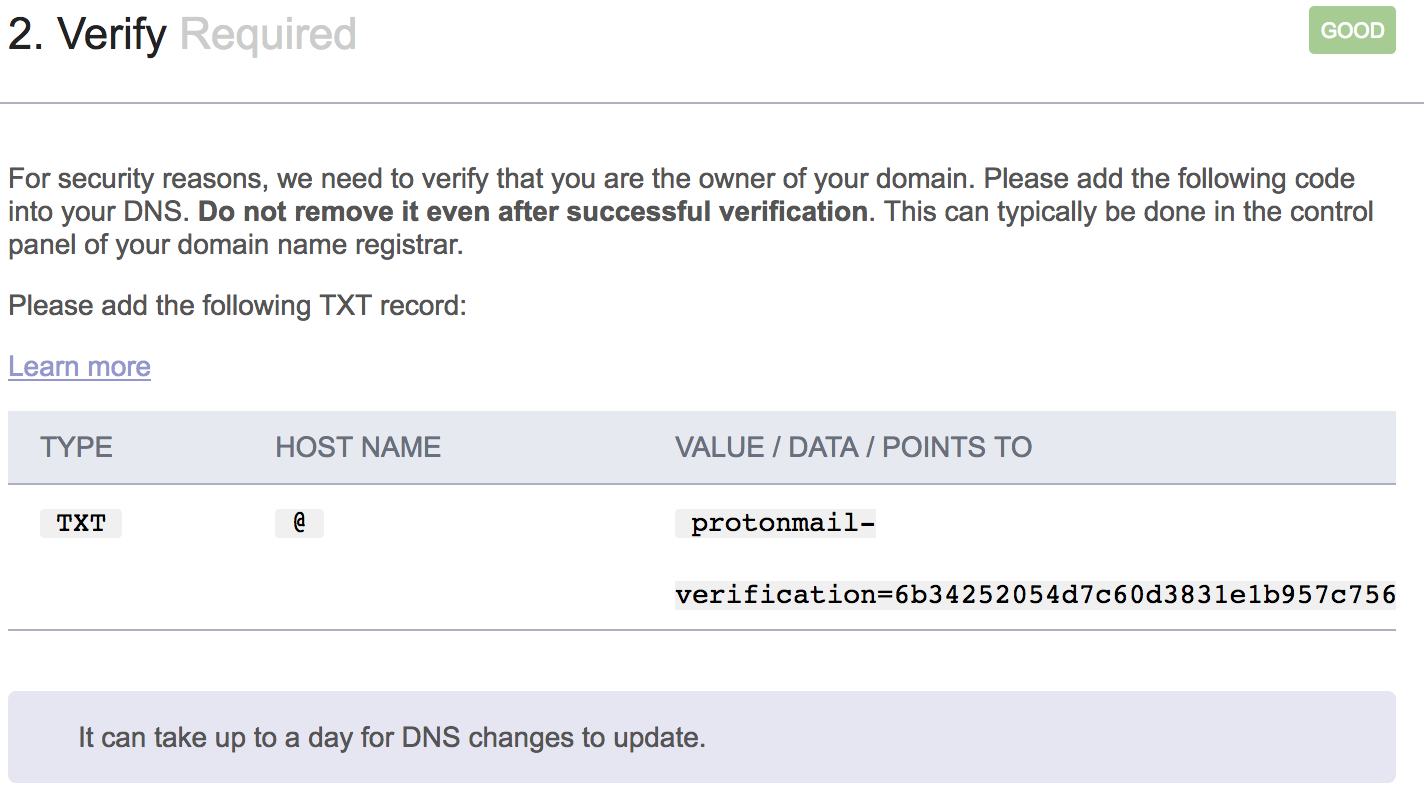 2. Verify Required
GOOD
For security reasons, we need to verify that you are the owner of your domain. Please add the following code
into your DNS. Do not remove it even after successful verification. This can typically be done in the control
panel of your domain name registrar.
Please add the following TXT record:
Learn more
TYPE HOST NAME VALUE / DATA / POINTS TO
TXT @ protonmail-
verification=6b34252054d7c60d3831e1b957c756
It can take up to a day for DNS changes to update.